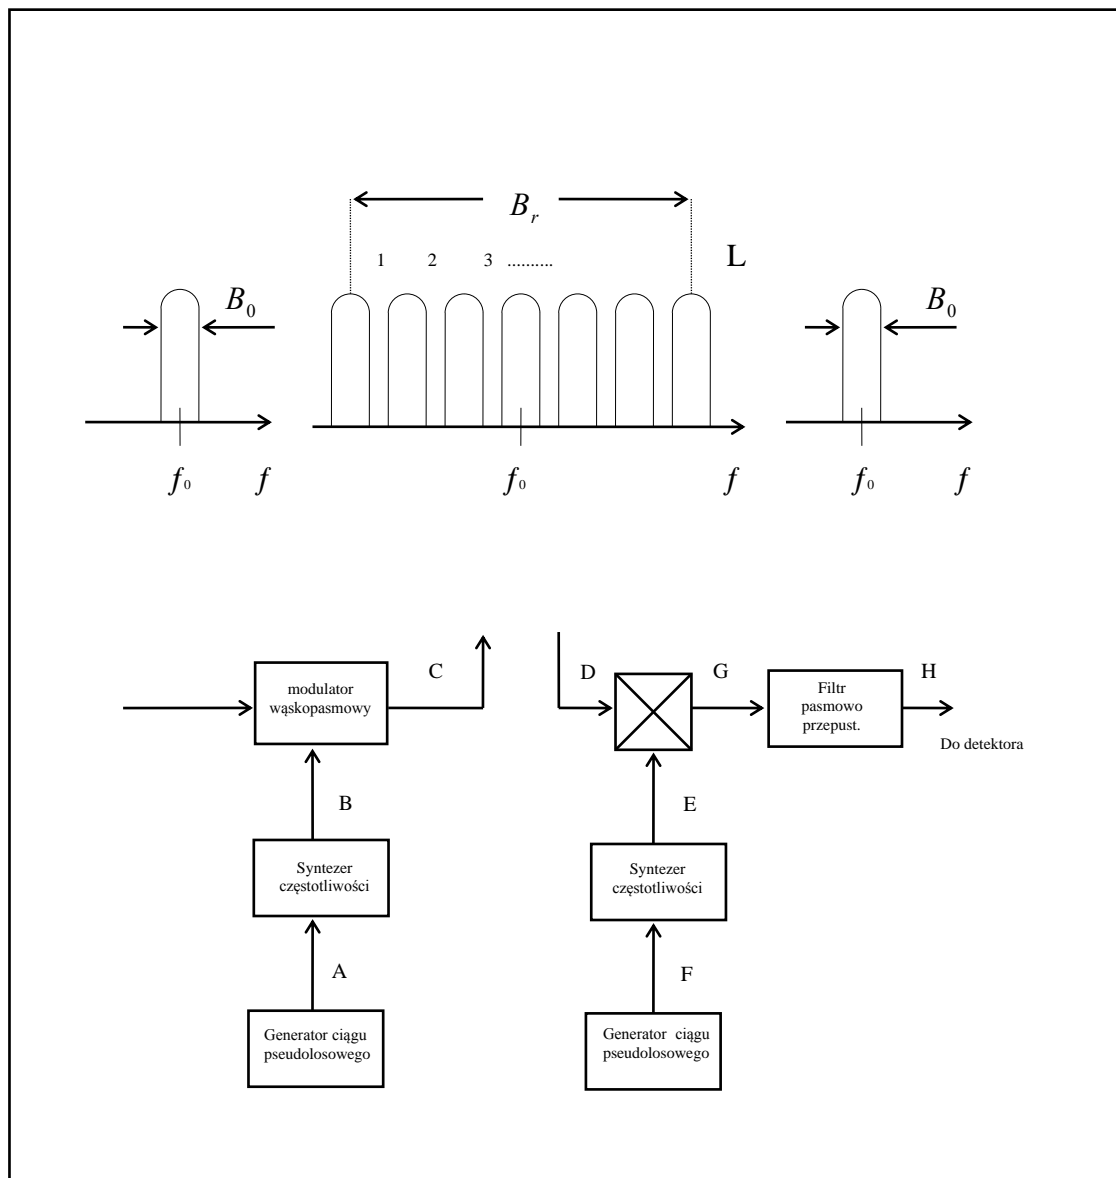 B_r
1 2 3 .......... L
B_0
B_0
f_0 f
f_0 f
f_0 f
modulator
wąskopasmowy
C
D
G
Filtr
pasmowo
przepust.
H
Do detektora
B
E
Syntezer
częstotliwości
Syntezer
częstotliwości
A
F
Generator ciągu
pseudolosowego
Generator ciągu
pseudolosowego